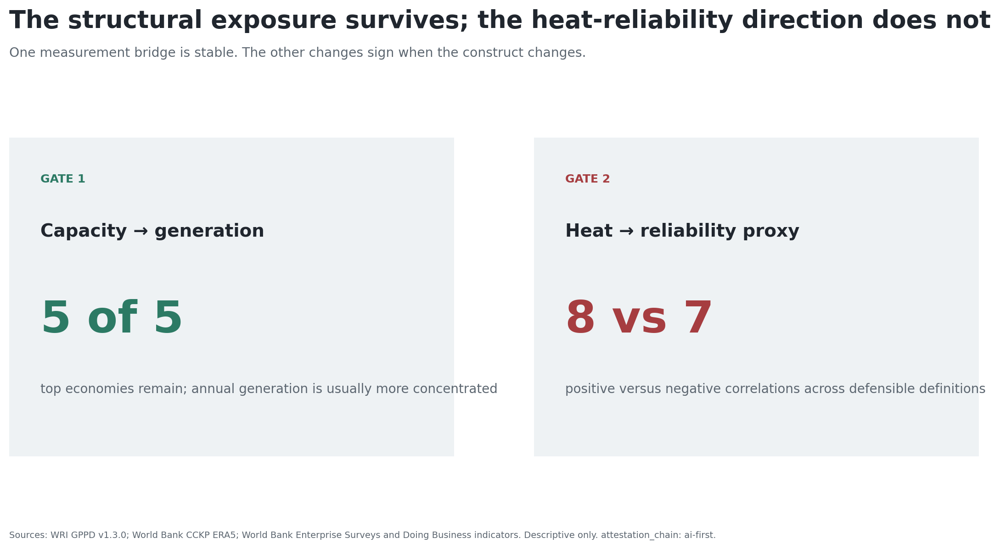 The structural exposure survives; the heat-reliability direction does not
One measurement bridge is stable. The other changes sign when the construct changes.
GATE 1
Capacity → generation
5 of 5
top economies remain; annual generation is usually more concentrated
GATE 2
Heat → reliability proxy
8 vs 7
positive versus negative correlations across defensible definitions
Sources: WRI GPPD v1.3.0; World Bank CCKP ERA5; World Bank Enterprise Surveys and Doing Business indicators. Descriptive only. attestation_chain: ai-first.